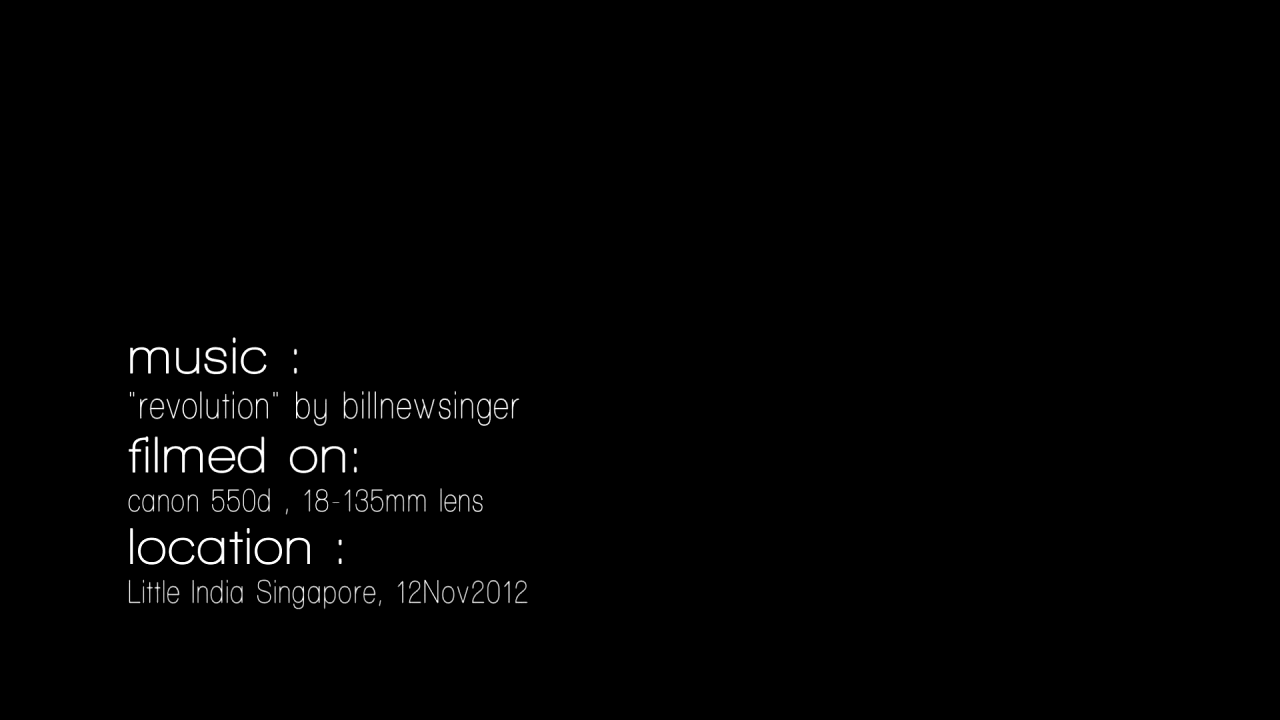 music :
"revolution" by billnewsinger
filmed on:
canon 550d , 18-135mm lens
location :
Little India Singapore, 12Nov2012